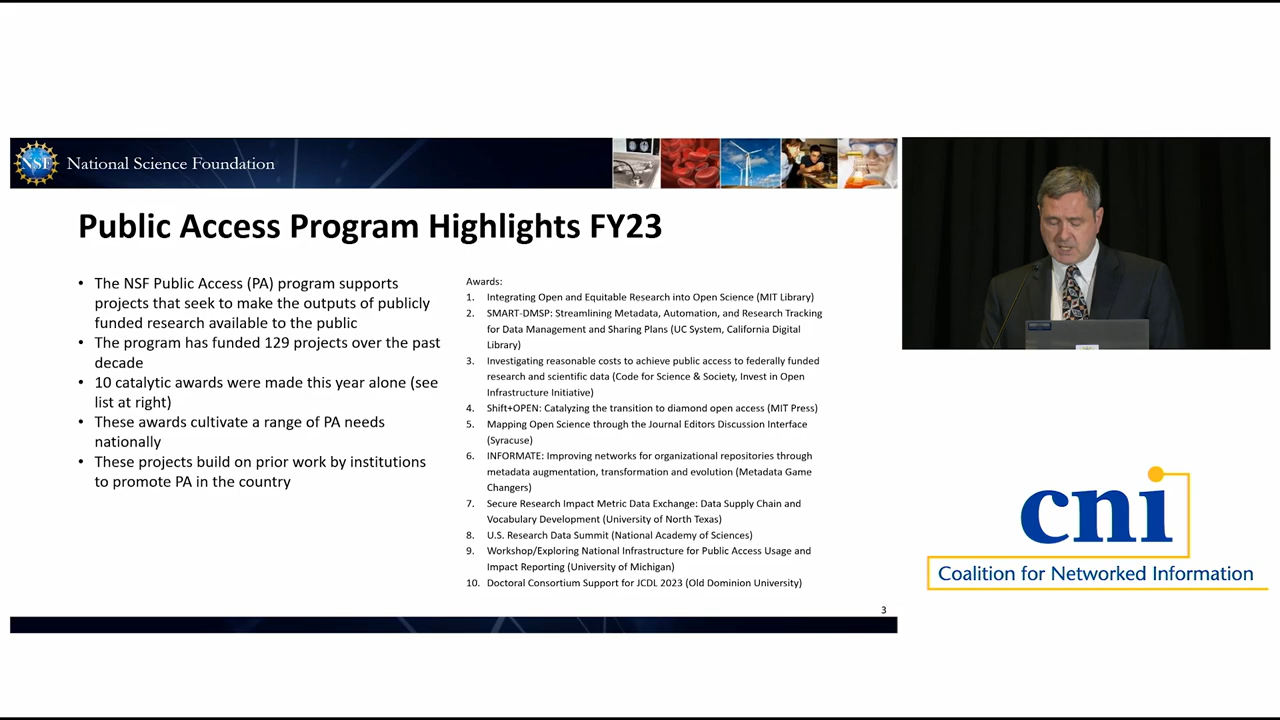 NSF
National Science Foundation
Public Access Program Highlights FY23
• The NSF Public Access (PA) program supports
projects that seek to make the outputs of publicly
funded research available to the public
• The program has funded 129 projects over the past
decade
• 10 catalytic awards were made this year alone (see
list at right)
• These awards cultivate a range of PA needs
nationally
• These projects build on prior work by institutions
to promote PA in the country
Awards:
1. Integrating Open and Equitable Research into Open Science (MIT Library)
2. SMART-DMSP: Streamlining Metadata, Automation, and Research Tracking
for Data Management and Sharing Plans (UC System, California Digital
Library)
3. Investigating reasonable costs to achieve public access to federally funded
research and scientific data (Code for Science & Society, Invest in Open
Infrastructure Initiative)
4. Shift+OPEN: Catalyzing the transition to diamond open access (MIT Press)
5. Mapping Open Science through the Journal Editors Discussion Interface
(Syracuse)
6. INFORMATE: Improving networks for organizational repositories through
metadata augmentation, transformation and evolution (Metadata Game
Changers)
7. Secure Research Impact Metric Data Exchange: Data Supply Chain and
Vocabulary Development (University of North Texas)
8. U.S. Research Data Summit (National Academy of Sciences)
9. Workshop/Exploring National Infrastructure for Public Access Usage and
Impact Reporting (University of Michigan)
10. Doctoral Consortium Support for JCDL 2023 (Old Dominion University)
3
cni
Coalition for Networked Information